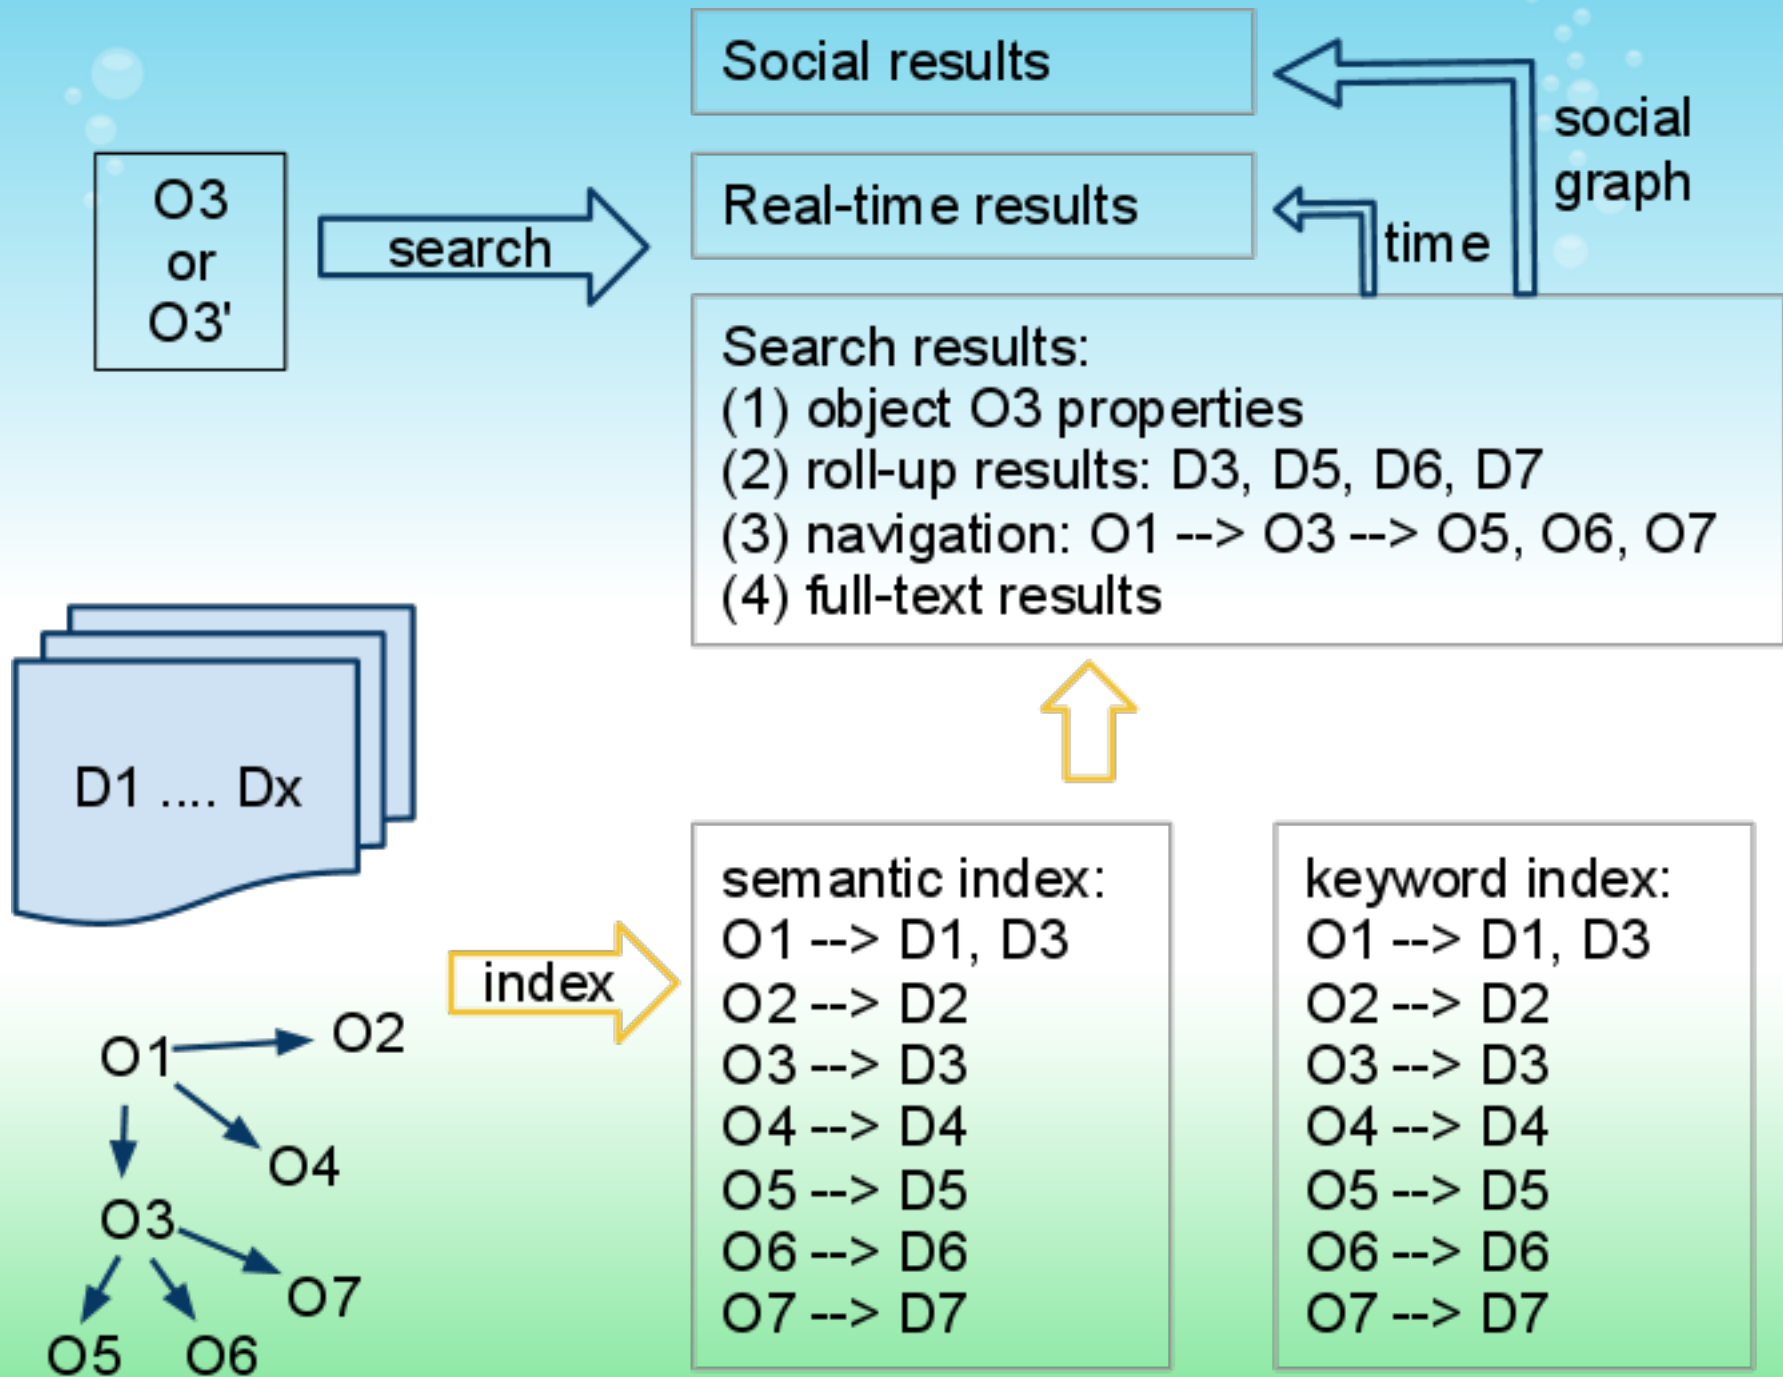 Social results
social
graph
O3
or
O3'
search
Real-time results
time
Search results:
(1) object O3 properties
(2) roll-up results: D3, D5, D6, D7
(3) navigation: O1 --> O3 --> O5, O6, O7
(4) full-text results
D1 .... Dx
index
O1
O2
O4
O3
O7
O5
O6
semantic index:
O1 --> D1, D3
O2 --> D2
O3 --> D3
O4 --> D4
O5 --> D5
O6 --> D6
O7 --> D7
keyword index:
O1 --> D1, D3
O2 --> D2
O3 --> D3
O4 --> D4
O5 --> D5
O6 --> D6
O7 --> D7